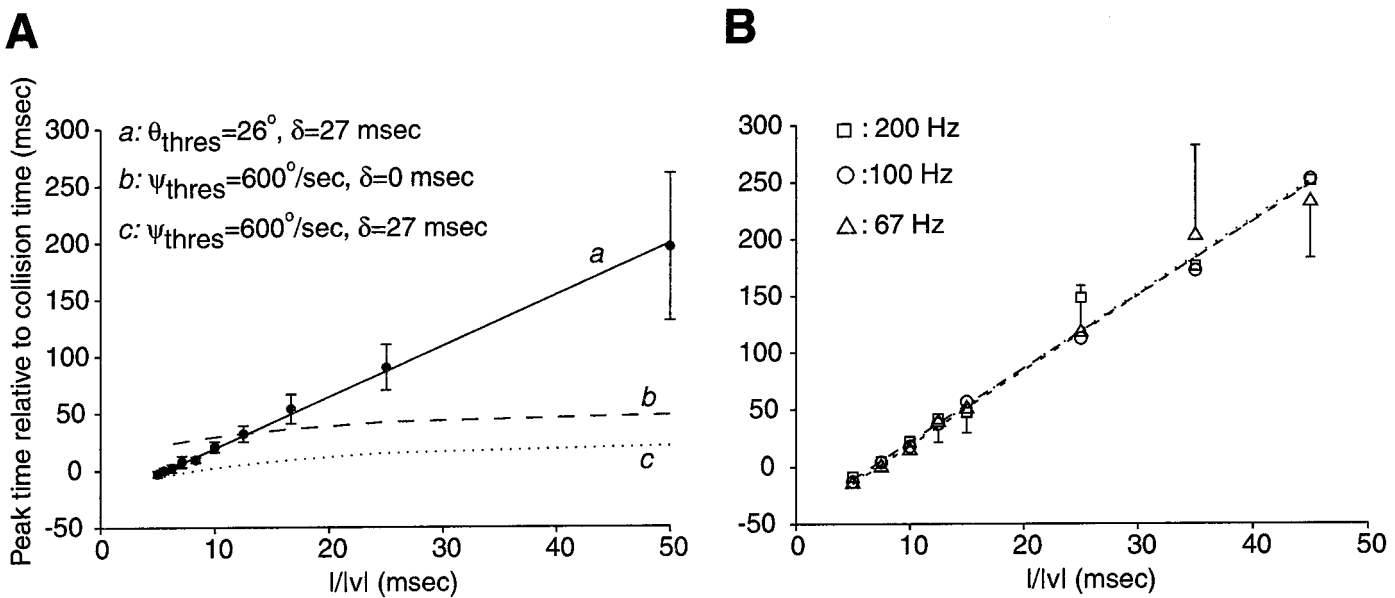 A
Peak time relative to collision time (msec)
300
250
200
150
100
50
0
-50
a: θthres=26°, δ=27 msec
b: ψthres=600°/sec, δ=0 msec
c: ψthres=600°/sec, δ=27 msec
a
b
c
0
10
20
30
40
50
l/|v| (msec)
B
300
250
200
150
100
50
0
-50
: 200 Hz
:100 Hz
: 67 Hz
0
10
20
30
40
50
l/|v| (msec)